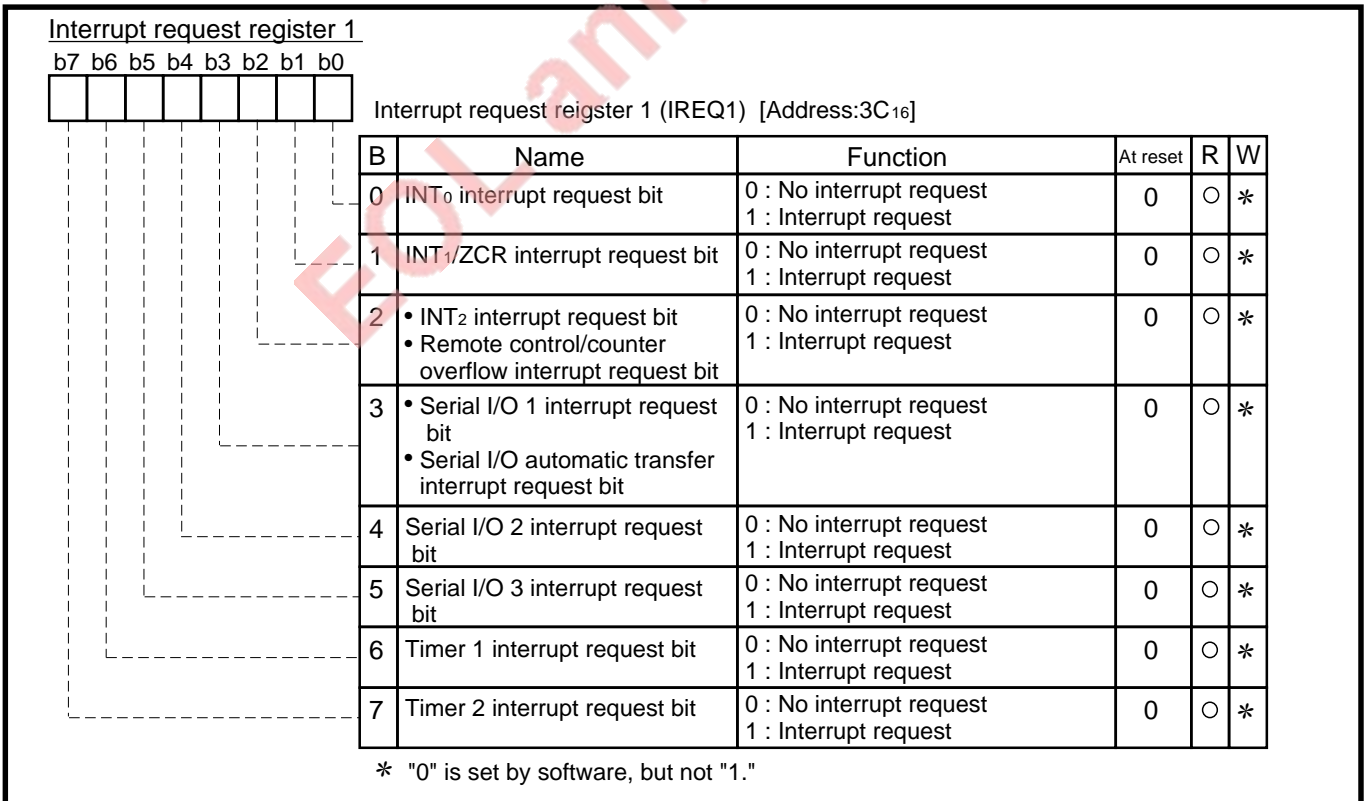 Interrupt request register 1
b7 b6 b5 b4 b3 b2 b1 b0
Interrupt request reigster 1 (IREQ1) [Address:3C16]
B Name Function At reset R W
0 INT0 interrupt request bit 0 : No interrupt request 0 ○ *
1 : Interrupt request
1 INT1/ZCR interrupt request bit 0 : No interrupt request 0 ○ *
1 : Interrupt request
2 • INT2 interrupt request bit 0 : No interrupt request 0 ○ *
• Remote control/counter 1 : Interrupt request
overflow interrupt request bit
3 • Serial I/O 1 interrupt request 0 : No interrupt request 0 ○ *
bit 1 : Interrupt request
• Serial I/O automatic transfer
interrupt request bit
4 Serial I/O 2 interrupt request 0 : No interrupt request 0 ○ *
bit 1 : Interrupt request
5 Serial I/O 3 interrupt request 0 : No interrupt request 0 ○ *
bit 1 : Interrupt request
6 Timer 1 interrupt request bit 0 : No interrupt request 0 ○ *
1 : Interrupt request
7 Timer 2 interrupt request bit 0 : No interrupt request 0 ○ *
1 : Interrupt request
* "0" is set by software, but not "1."
EOL